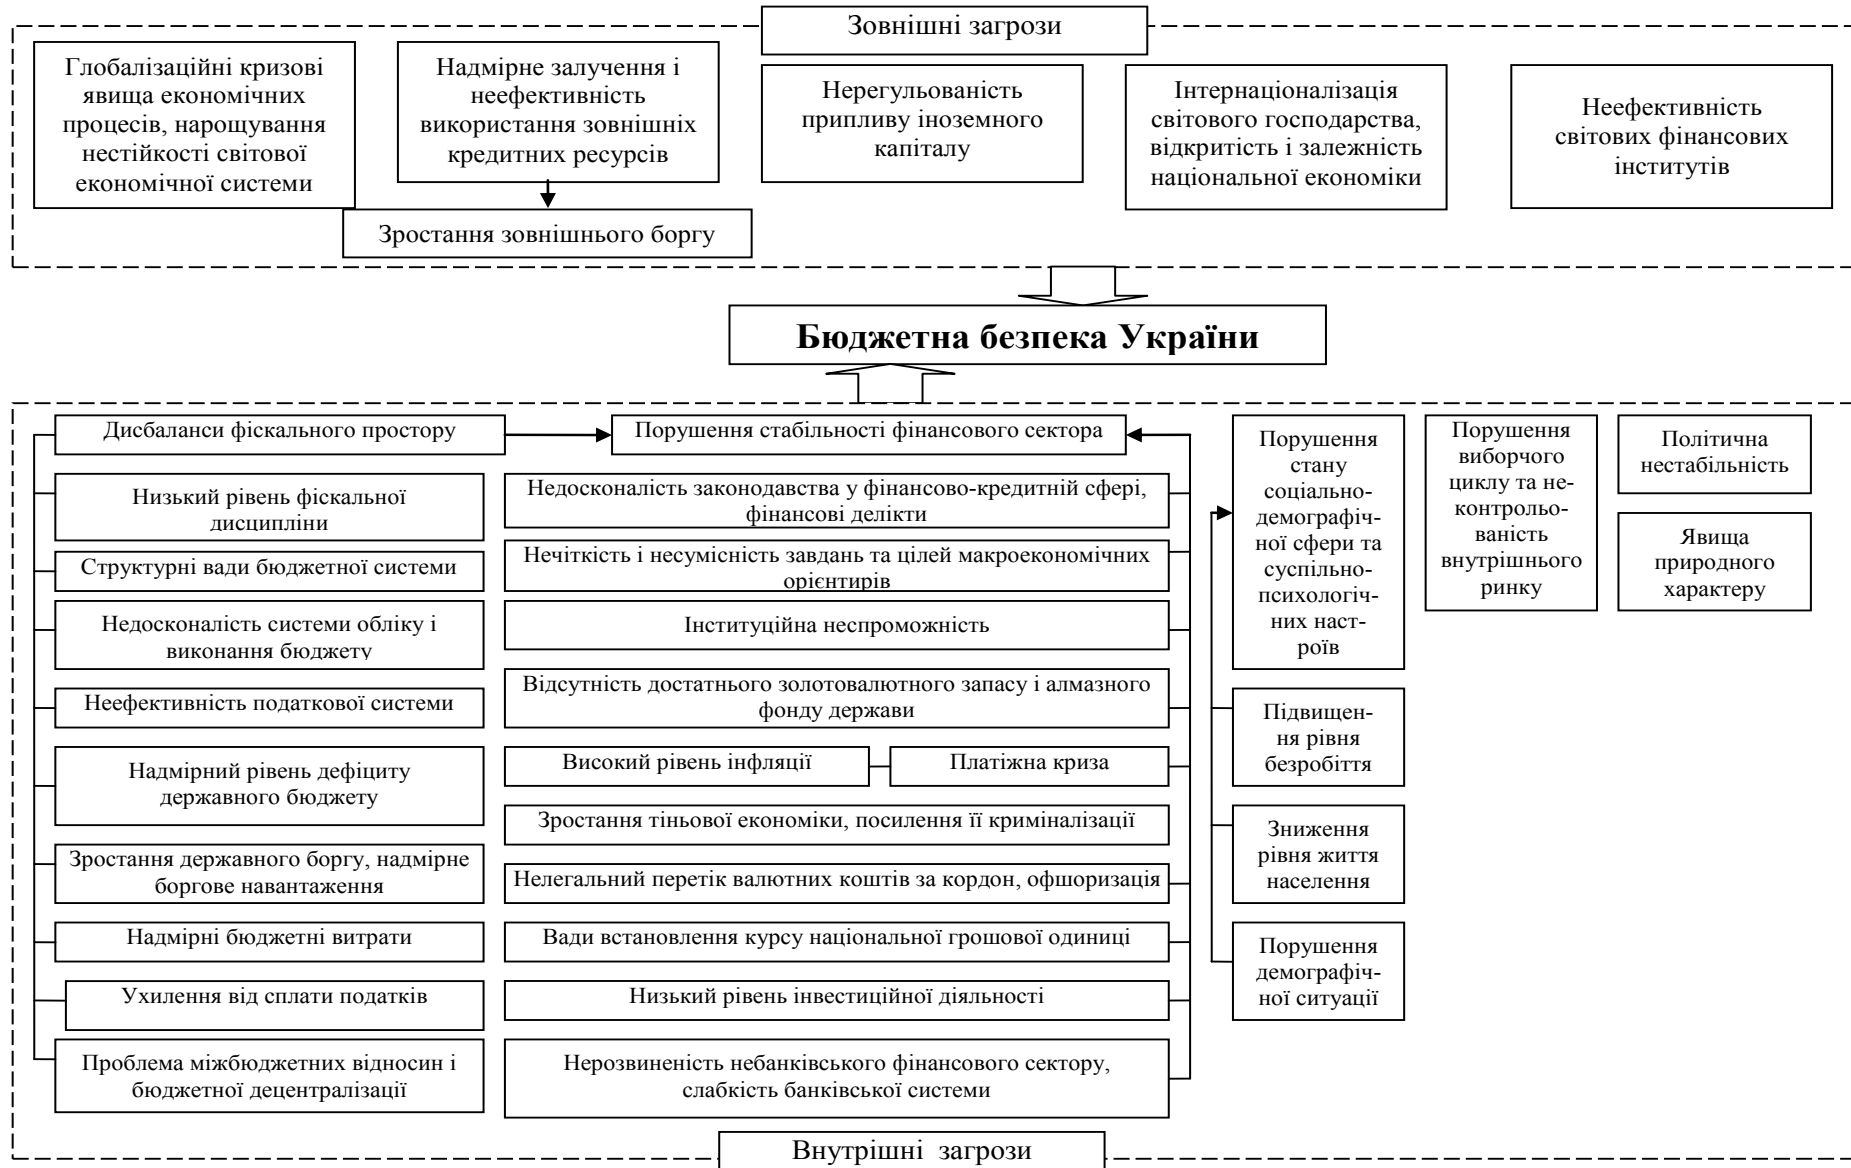 Зовнішні загрози
Глобалізаційні кризові
явища економічних
процесів, нарощування
нестійкості світової
економічної системи
Надмірне залучення і
неефективність
використання зовнішніх
кредитних ресурсів
Нерегульованість
припливу іноземного
капіталу
Інтернаціоналізація
світового господарства,
відкритість і залежність
національної економіки
Неефективність
світових фінансових
інститутів
Зростання зовнішнього боргу
Бюджетна безпека України
Дисбаланси фіскального простору
Низький рівень фіскальної
дисципліни
Структурні вади бюджетної системи
Недосконалість системи обліку і
виконання бюджету
Неефективність податкової системи
Надмірний рівень дефіциту
державного бюджету
Зростання державного боргу, надмірне
боргове навантаження
Надмірні бюджетні витрати
Ухилення від сплати податків
Проблема міжбюджетних відносин і
бюджетної децентралізації
Порушення стабільності фінансового сектора
Недосконалість законодавства у фінансово-кредитній сфері,
фінансові делікти
Нечіткість і несумісність завдань та цілей макроекономічних
орієнтирів
Інституційна неспроможність
Відсутність достатнього золотовалютного запасу і алмазного
фонду держави
Високий рівень інфляції
Платіжна криза
Зростання тіньової економіки, посилення її криміналізації
Нелегальний перетік валютних коштів за кордон, офшоризація
Вади встановлення курсу національної грошової одиниці
Низький рівень інвестиційної діяльності
Нерозвиненість небанківського фінансового сектору,
слабкість банківської системи
Порушення
стану
соціально-
демографіч-
ної сфери та
суспільно-
психологіч-
них наст-
роїв
Підвищен-
ня рівня
безробіття
Зниження
рівня життя
населення
Порушення
демографіч-
ної ситуації
Порушення
виборчого
циклу та не-
контрольо-
ваність
внутрішнього
ринку
Політична
нестабільність
Явища
природного
характеру
Внутрішні загрози